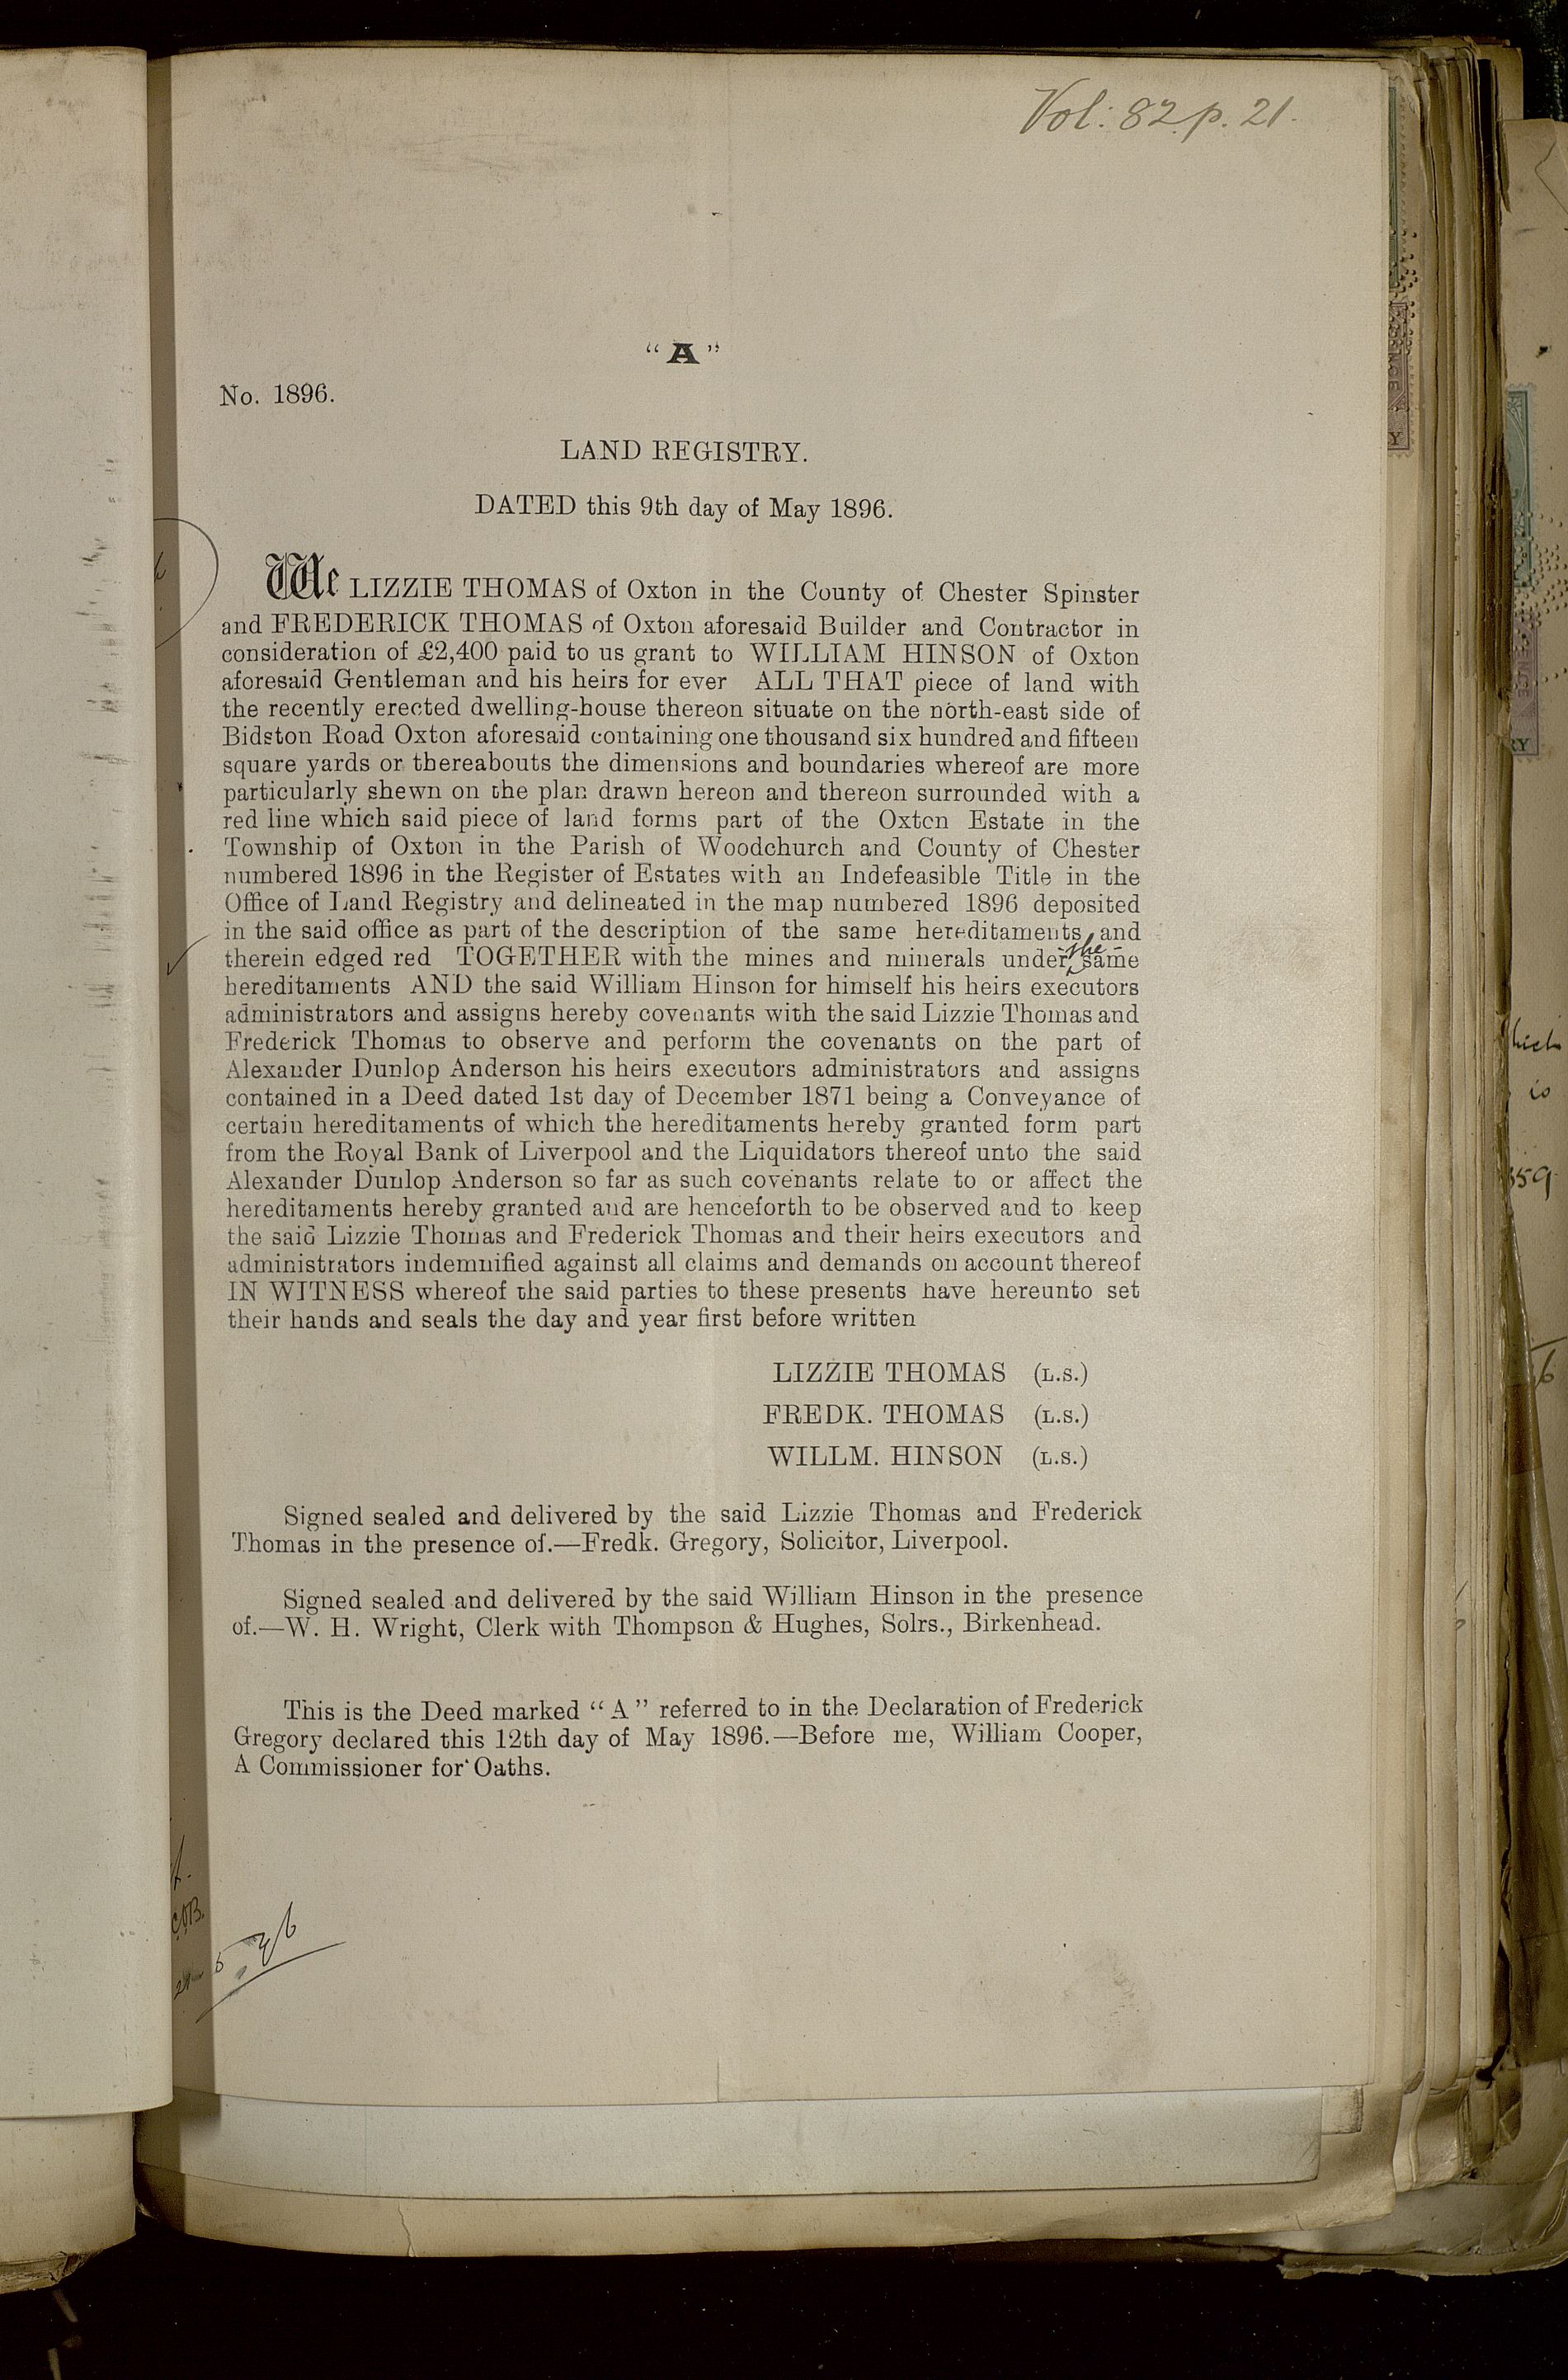 Vol: 82. p. 21.
“A”
No. 1896.
LAND REGISTRY.
DATED this 9th day of May 1896.
We LIZZIE THOMAS of Oxton in the County of Chester Spinster
and FREDERICK THOMAS of Oxton aforesaid Builder and Contractor in
consideration of £2,400 paid to us grant to WILLIAM HINSON of Oxton
aforesaid Gentleman and his heirs for ever ALL THAT piece of land with
the recently erected dwelling-house thereon situate on the north-east side of
Bidston Road Oxton aforesaid containing one thousand six hundred and fifteen
square yards or thereabouts the dimensions and boundaries whereof are more
particularly shewn on the plan drawn hereon and thereon surrounded with a
red line which said piece of land forms part of the Oxton Estate in the
Township of Oxton in the Parish of Woodchurch and County of Chester
numbered 1896 in the Register of Estates with an Indefeasible Title in the
Office of Land Registry and delineated in the map numbered 1896 deposited
in the said office as part of the description of the same hereditaments and
therein edged red TOGETHER with the mines and minerals under the same
hereditaments AND the said William Hinson for himself his heirs executors
administrators and assigns hereby covenants with the said Lizzie Thomas and
Frederick Thomas to observe and perform the covenants on the part of
Alexander Dunlop Anderson his heirs executors administrators and assigns
contained in a Deed dated 1st day of December 1871 being a Conveyance of
certain hereditaments of which the hereditaments hereby granted form part
from the Royal Bank of Liverpool and the Liquidators thereof unto the said
Alexander Dunlop Anderson so far as such covenants relate to or affect the
hereditaments hereby granted and are henceforth to be observed and to keep
the said Lizzie Thomas and Frederick Thomas and their heirs executors and
administrators indemnified against all claims and demands on account thereof
IN WITNESS whereof the said parties to these presents have hereunto set
their hands and seals the day and year first before written
LIZZIE THOMAS (L.S.)
FREDK. THOMAS (L.S.)
WILLM. HINSON (L.S.)
Signed sealed and delivered by the said Lizzie Thomas and Frederick
Thomas in the presence of.—Fredk. Gregory, Solicitor, Liverpool.
Signed sealed and delivered by the said William Hinson in the presence
of.—W. H. Wright, Clerk with Thompson & Hughes, Solrs., Birkenhead.
This is the Deed marked “A” referred to in the Declaration of Frederick
Gregory declared this 12th day of May 1896.—Before me, William Cooper,
A Commissioner for Oaths.